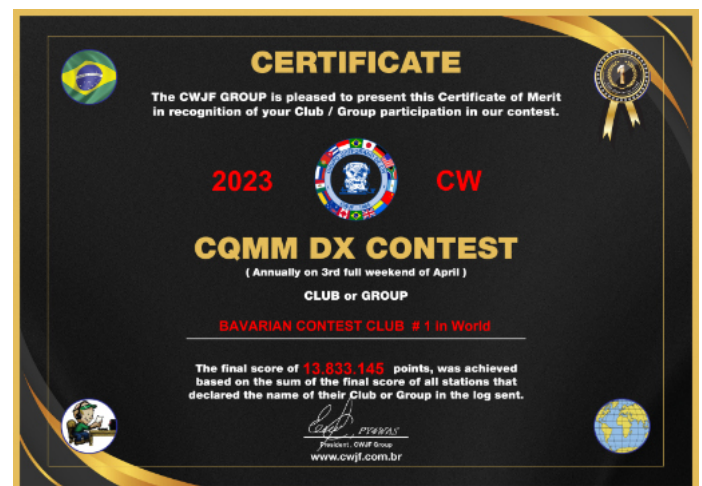 CERTIFICATE
1
The CWJF GROUP is pleased to present this Certificate of Merit
in recognition of your Club / Group participation in our contest.
2023 CW
CQMM DX CONTEST
( Annually on 3rd full weekend of April )
CLUB or GROUP
BAVARIAN CONTEST CLUB # 1 in World
The final score of 13.833.145 points, was achieved
based on the sum of the final score of all stations that
declared the name of their Club or Group in the log sent.
PY4WAS
President , CWJF Group
www.cwjf.com.br